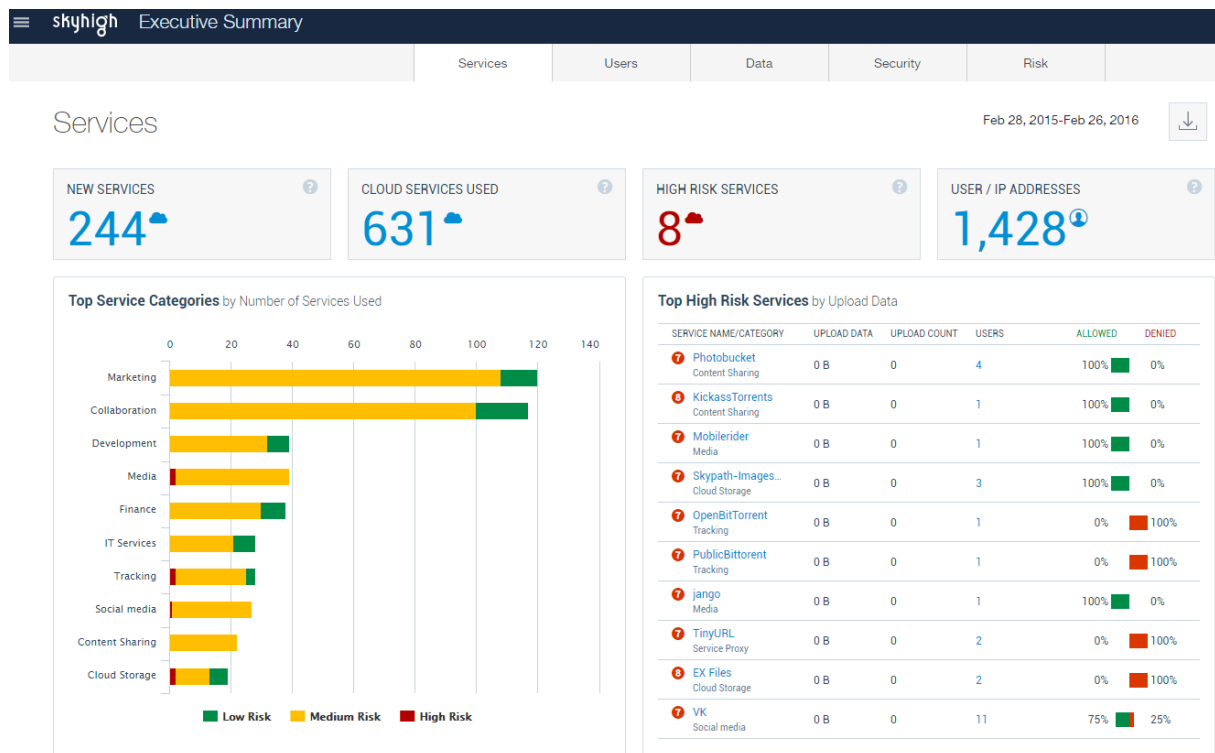 skyhigh Executive Summary
Services Users Data Security Risk
Services
Feb 28, 2015-Feb 26, 2016
NEW SERVICES ?
244
CLOUD SERVICES USED ?
631
HIGH RISK SERVICES ?
8
USER / IP ADDRESSES ?
1,428
Top Service Categories by Number of Services Used
0 20 40 60 80 100 120 140
Marketing
Collaboration
Development
Media
Finance
IT Services
Tracking
Social media
Content Sharing
Cloud Storage
Low Risk Medium Risk High Risk
Top High Risk Services by Upload Data
SERVICE NAME/CATEGORY UPLOAD DATA UPLOAD COUNT USERS ALLOWED DENIED
7 Photobucket 0 B 0 4 100% 0%
Content Sharing
8 KickassTorrents 0 B 0 1 100% 0%
Content Sharing
7 Mobilerider 0 B 0 1 100% 0%
Media
7 Skypath-Images... 0 B 0 3 100% 0%
Cloud Storage
7 OpenBitTorrent 0 B 0 1 0% 100%
Tracking
7 PublicBittorent 0 B 0 1 0% 100%
Tracking
7 jango 0 B 0 1 100% 0%
Media
7 TinyURL 0 B 0 2 0% 100%
Service Proxy
8 EX Files 0 B 0 2 0% 100%
Cloud Storage
7 VK 0 B 0 11 75% 25%
Social media